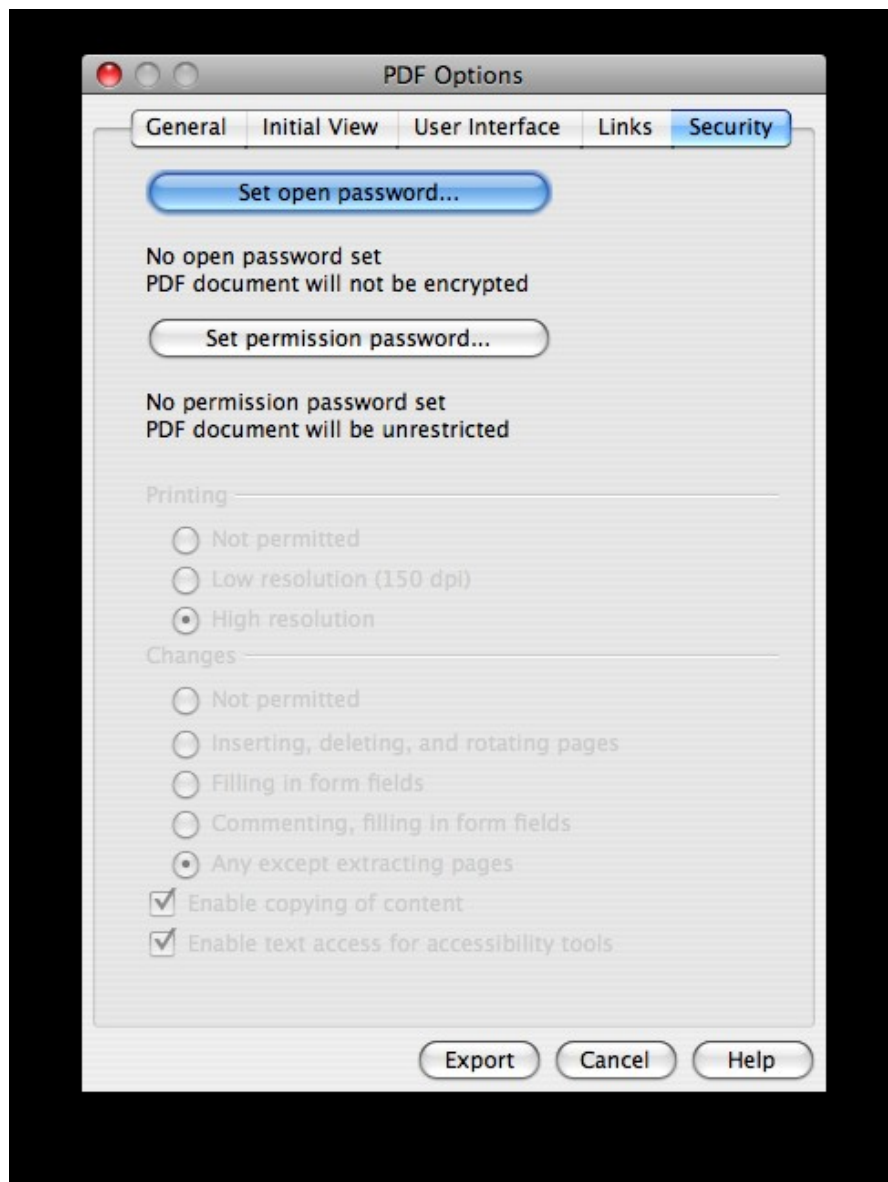 PDF Options
General Initial View User Interface Links Security
Set open password...
No open password set
PDF document will not be encrypted
Set permission password...
No permission password set
PDF document will be unrestricted
Printing
Not permitted
Low resolution (150 dpi)
High resolution
Changes
Not permitted
Inserting, deleting, and rotating pages
Filling in form fields
Commenting, filling in form fields
Any except extracting pages
Enable copying of content
Enable text access for accessibility tools
Export Cancel Help